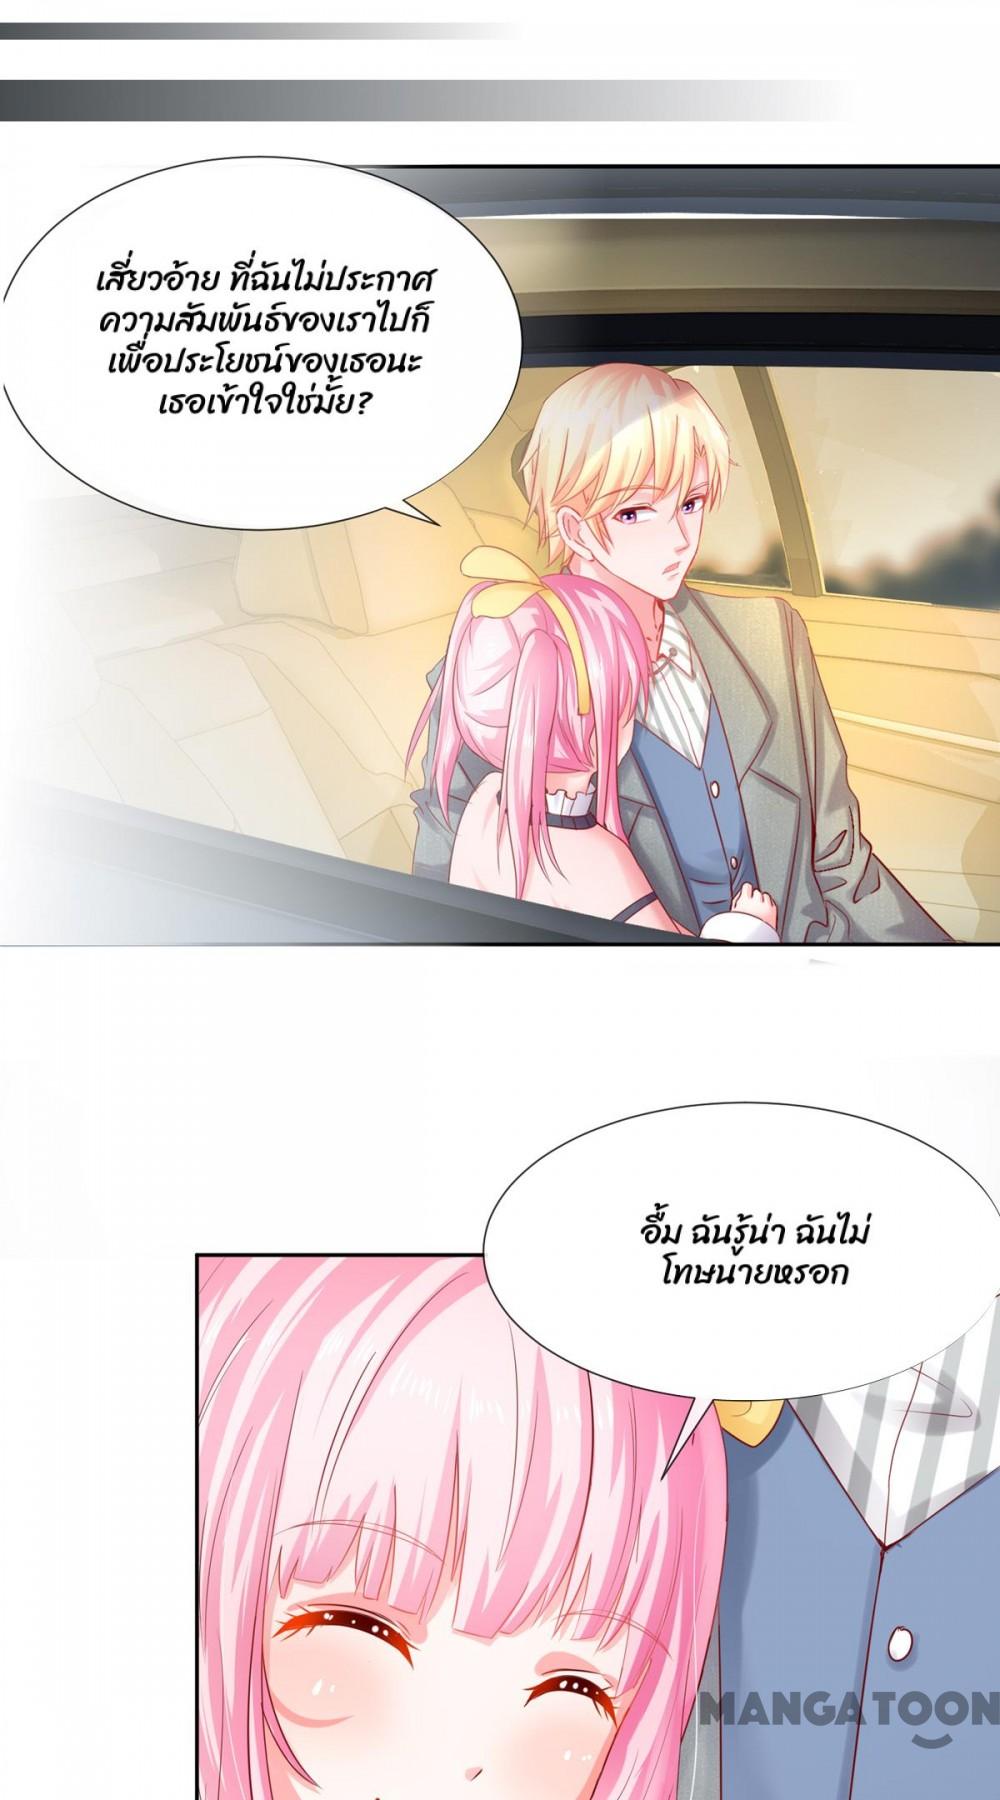 เสี่ยวอ้าย ที่ฉันไม่ประกาศ
ความสัมพันธ์ของเราไปก็
เพื่อประโยชน์ของเธอนะ
เธอเข้าใจใช่มั้ย?
อื้ม ฉันรู้น่า ฉันไม่
โทษนายหรอก
MANGATOON